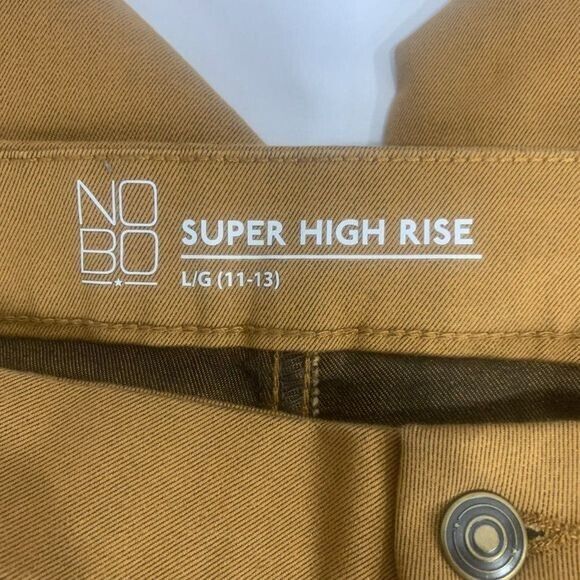 NO
BO
SUPER HIGH RISE
L/G (11-13)